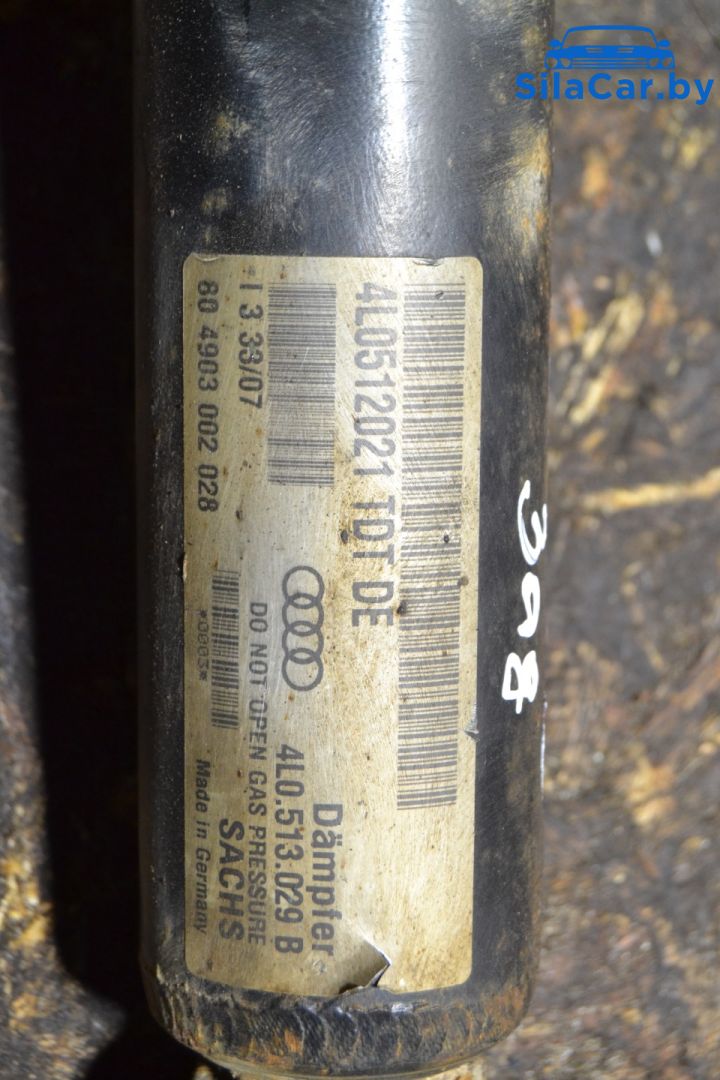 SilaCar.by
4L0512021 TDT DE
Dämpfer
4L0.513.029 B
I 3 33/07
DO NOT OPEN GAS PRESSURE
SACHS
80 4903 002 028
*0003*
Made in Germany
398